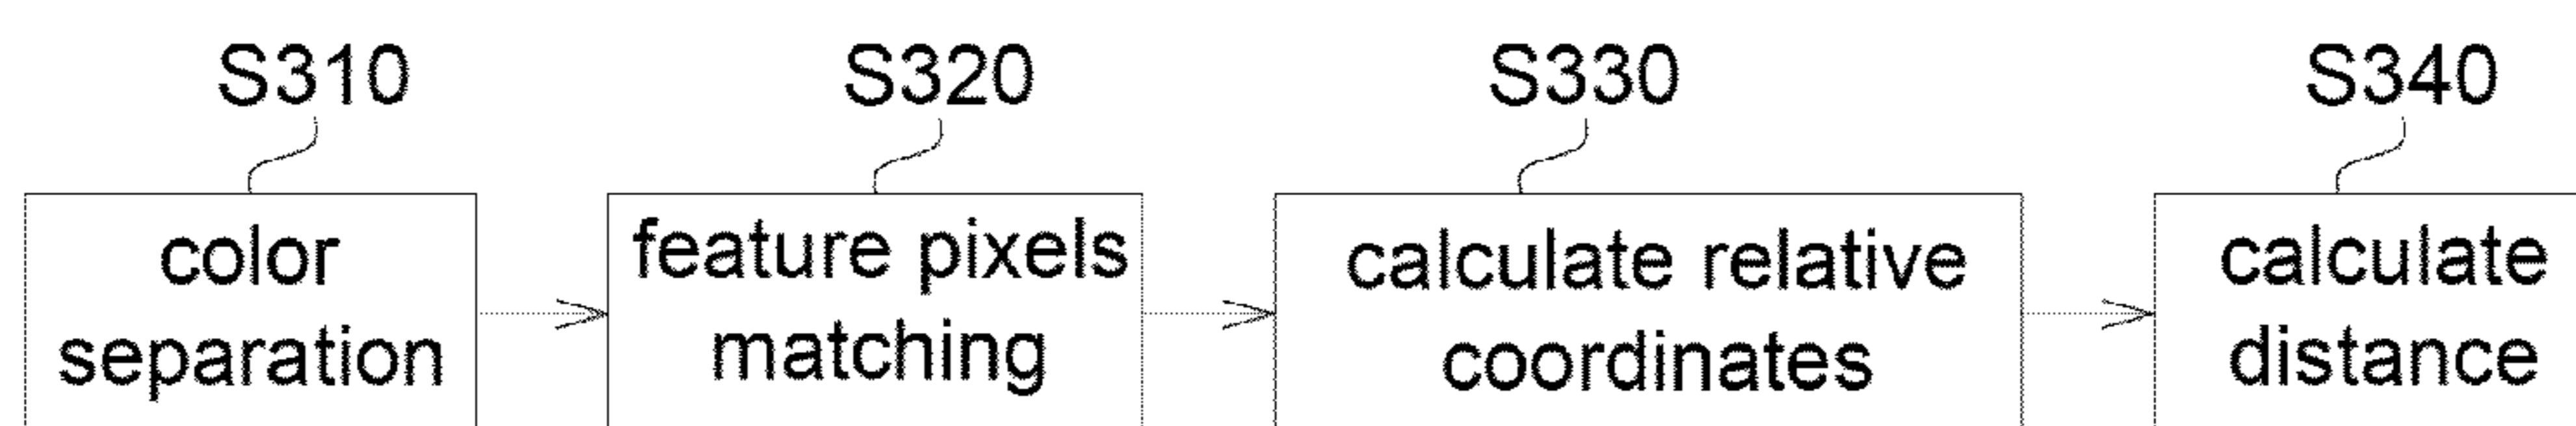 S310
S320
S330
S340
color
separation
feature pixels
matching
calculate relative
coordinates
calculate
distance